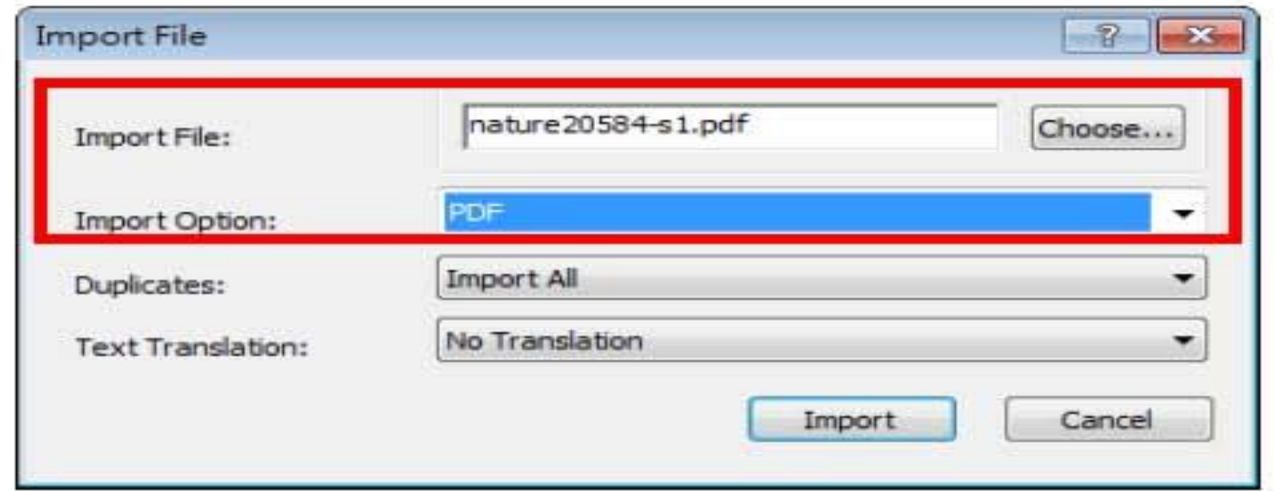 Import File
Import File: nature20584-s1.pdf Choose...
Import Option: PDF
Duplicates: Import All
Text Translation: No Translation
Import Cancel